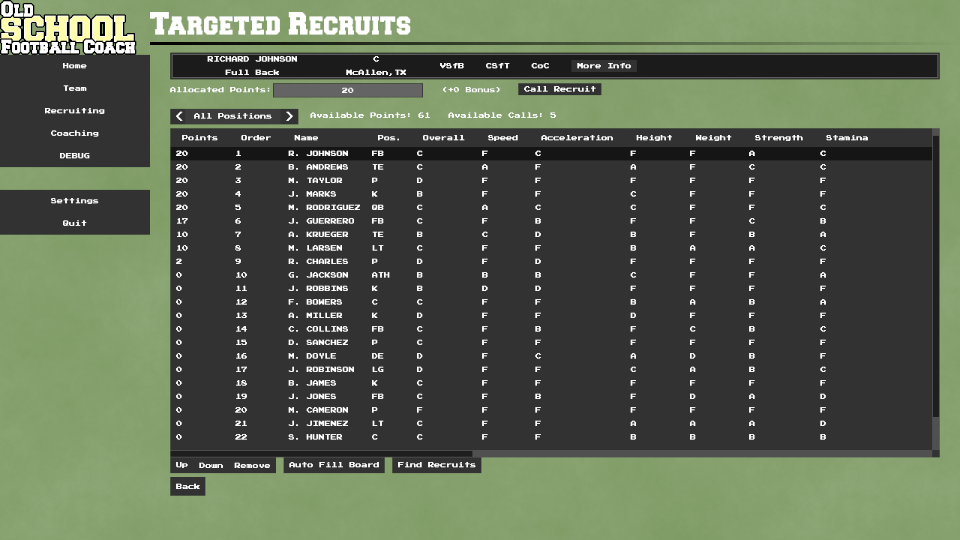 Old
School
Football Coach
Targeted Recruits
Home
Team
Recruiting
Coaching
DEBUG
Settings
Quit
RICHARD JOHNSON C VSfB CSfT CoC More Info
Full Back McAllen,TX
Allocated Points: 20 (+0 Bonus) Call Recruit
All Positions Available Points: 61 Available Calls: 5
Points Order Name Pos. Overall Speed Acceleration Height Weight Strength Stamina
20 1 R. JOHNSON FB C F C F F A C
20 2 B. ANDREWS TE C A F A F C C
20 3 M. TAYLOR P D F F F F F F
20 4 J. MARKS K B F F C F F F
20 5 M. RODRIGUEZ QB C A C C F F C
17 6 J. GUERRERO FB C F B F F C B
10 7 A. KRUEGER TE B C D B F B A
10 8 M. LARSEN LT C F F B A A C
2 9 R. CHARLES P D F D F F F F
0 10 G. JACKSON ATH B B B C F F A
0 11 J. ROBBINS K B D D F F F F
0 12 F. BOWERS C C F F B A B A
0 13 A. MILLER K D F F D F F F
0 14 C. COLLINS FB C F B F C B C
0 15 D. SANCHEZ P C F F F F F F
0 16 M. DOYLE DE D F C A D B F
0 17 J. ROBINSON LG D F F C A B C
0 18 B. JAMES K C F F F F F F
0 19 J. JONES FB C F B F D A D
0 20 M. CAMERON P F F F F F F F
0 21 J. JIMENEZ LT C F F A A A D
0 22 S. HUNTER C C F F B B B B
Up Down Remove Auto Fill Board Find Recruits
Back